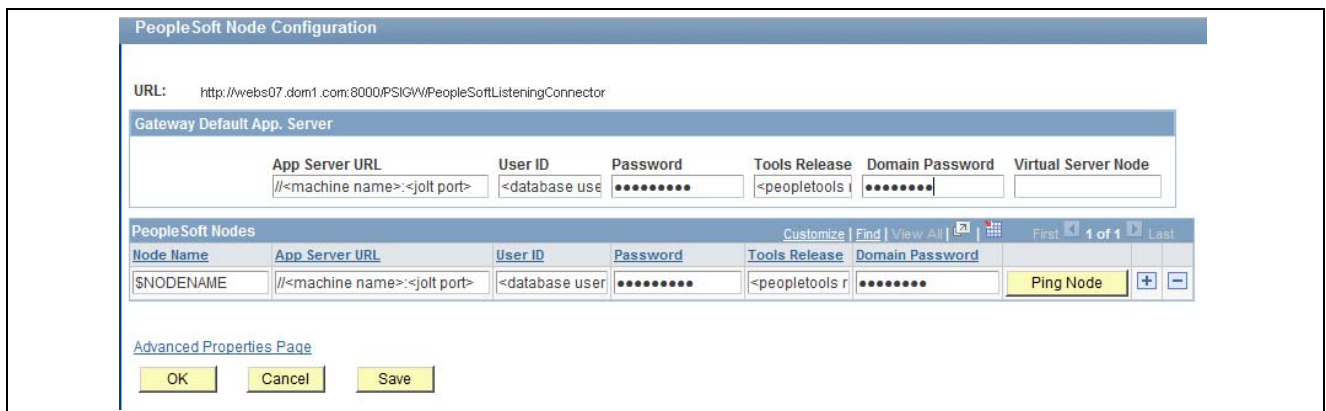 PeopleSoft Node Configuration
URL: http://webs07.dom1.com:8000/PSIGW/PeopleSoftListeningConnector
Gateway Default App. Server
App Server URL User ID Password Tools Release Domain Password Virtual Server Node
//<machine name>:<jolt port> <database use ●●●●●●●●● <peopletools ●●●●●●●●
PeopleSoft Nodes Customize | Find | View All | | First 1 of 1 Last
Node Name App Server URL User ID Password Tools Release Domain Password
$NODENAME //<machine name>:<jolt port> <database user ●●●●●●●●● <peopletools r ●●●●●●●● Ping Node + -
Advanced Properties Page
OK Cancel Save